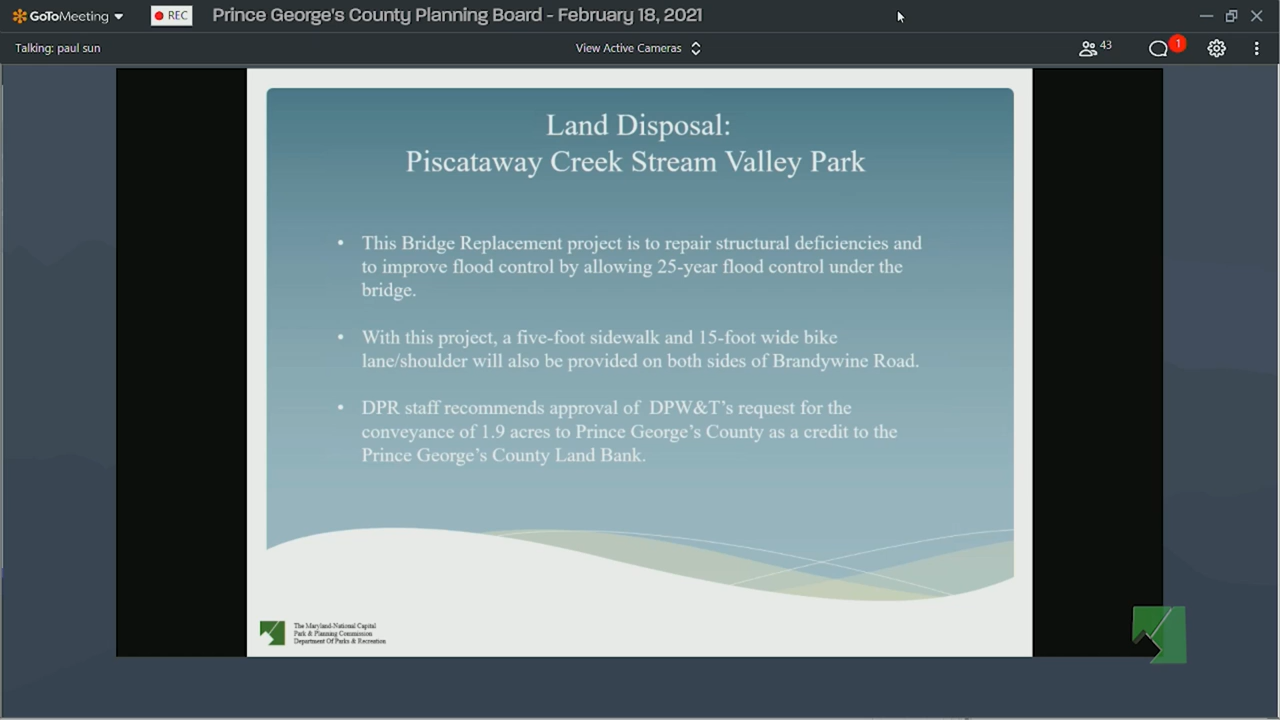 GoToMeeting
REC
Prince George's County Planning Board - February 18, 2021
Talking: paul sun
View Active Cameras
43
1
Land Disposal:
Piscataway Creek Stream Valley Park
• This Bridge Replacement project is to repair structural deficiencies and
to improve flood control by allowing 25-year flood control under the
bridge.
• With this project, a five-foot sidewalk and 15-foot wide bike
lane/shoulder will also be provided on both sides of Brandywine Road.
• DPR staff recommends approval of DPW&T's request for the
conveyance of 1.9 acres to Prince George's County as a credit to the
Prince George's County Land Bank.
The Maryland-National Capital
Park & Planning Commission
Department Of Parks & Recreation